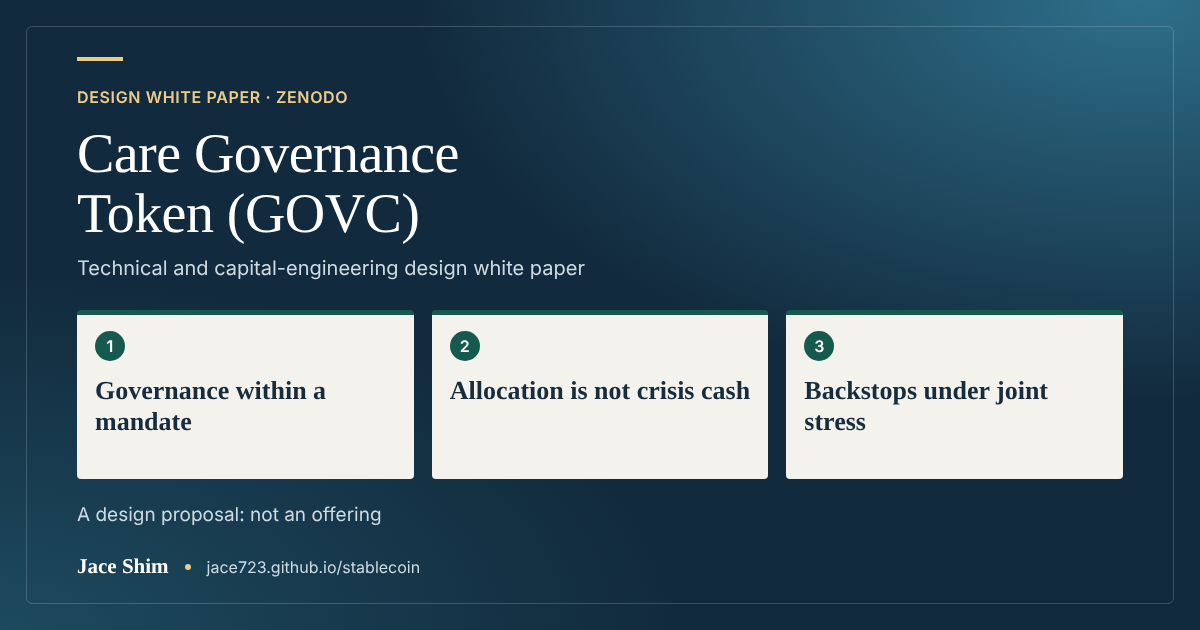 DESIGN WHITE PAPER · ZENODO
Care Governance
Token (GOVC)
Technical and capital-engineering design white paper
1
Governance within a
mandate
2
Allocation is not crisis cash
3
Backstops under joint
stress
A design proposal: not an offering
Jace Shim • jace723.github.io/stablecoin